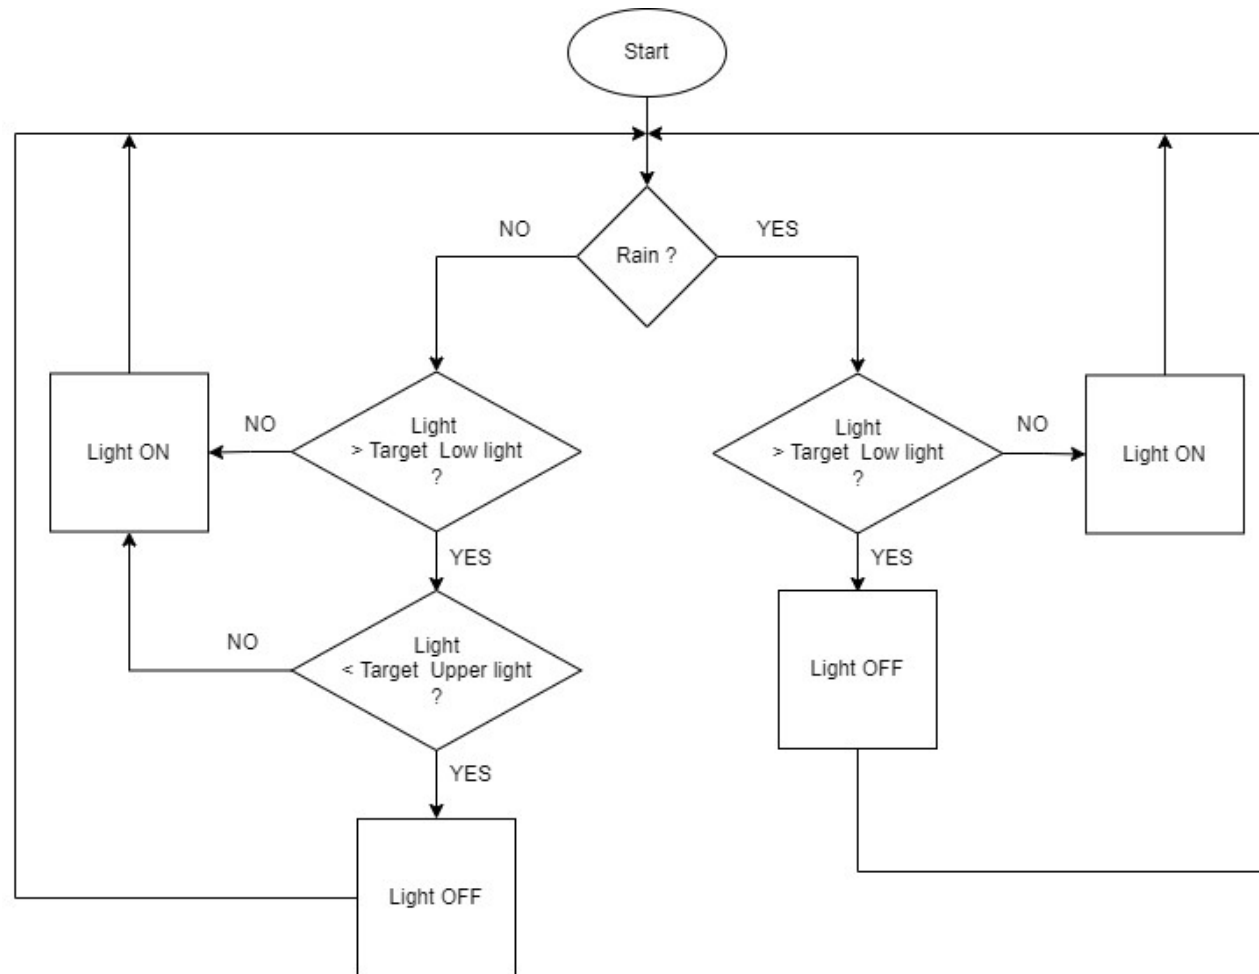 Start
NO
YES
Rain ?
Light ON
NO
Light
> Target Low light
?
Light
> Target Low light
?
NO
Light ON
YES
YES
NO
Light
< Target Upper light
?
Light OFF
YES
Light OFF